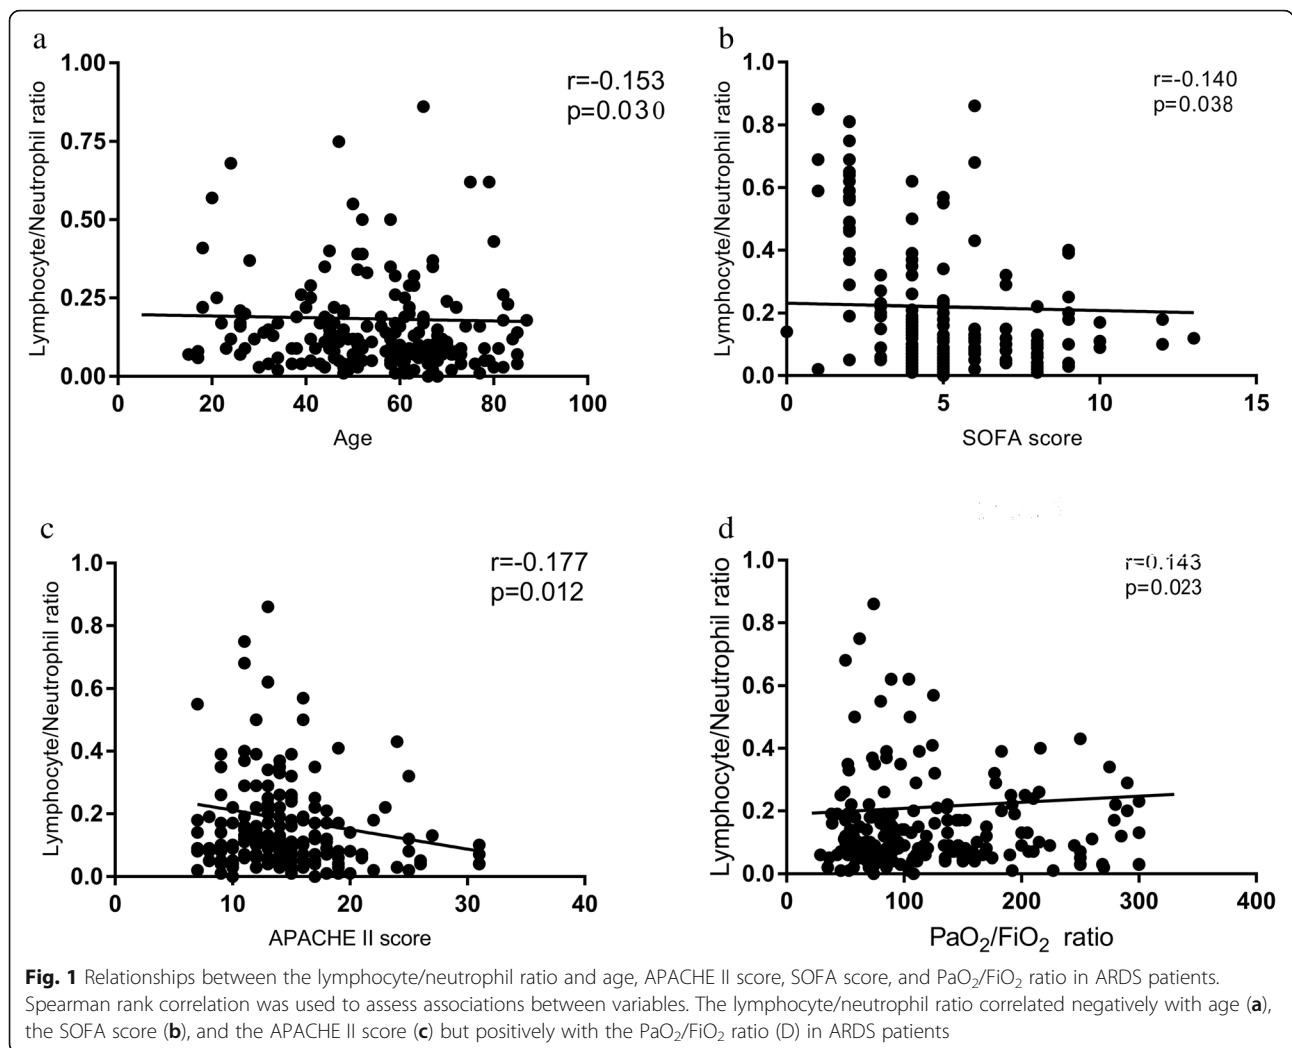 a
r=-0.153
p=0.030
Lymphocyte/Neutrophil ratio
1.00
0.75
0.50
0.25
0.00
0 20 40 60 80 100
Age
b
r=-0.140
p=0.038
Lymphocyte/Neutrophil ratio
1.0
0.8
0.6
0.4
0.2
0.0
0 5 10 15
SOFA score
c
r=-0.177
p=0.012
Lymphocyte/Neutrophil ratio
1.0
0.8
0.6
0.4
0.2
0.0
0 10 20 30 40
APACHE II score
d
r=0.143
p=0.023
Lymphocyte/Neutrophil ratio
1.0
0.8
0.6
0.4
0.2
0.0
0 100 200 300 400
PaO₂/FiO₂ ratio
Fig. 1 Relationships between the lymphocyte/neutrophil ratio and age, APACHE II score, SOFA score, and PaO₂/FiO₂ ratio in ARDS patients.
Spearman rank correlation was used to assess associations between variables. The lymphocyte/neutrophil ratio correlated negatively with age (a),
the SOFA score (b), and the APACHE II score (c) but positively with the PaO₂/FiO₂ ratio (D) in ARDS patients